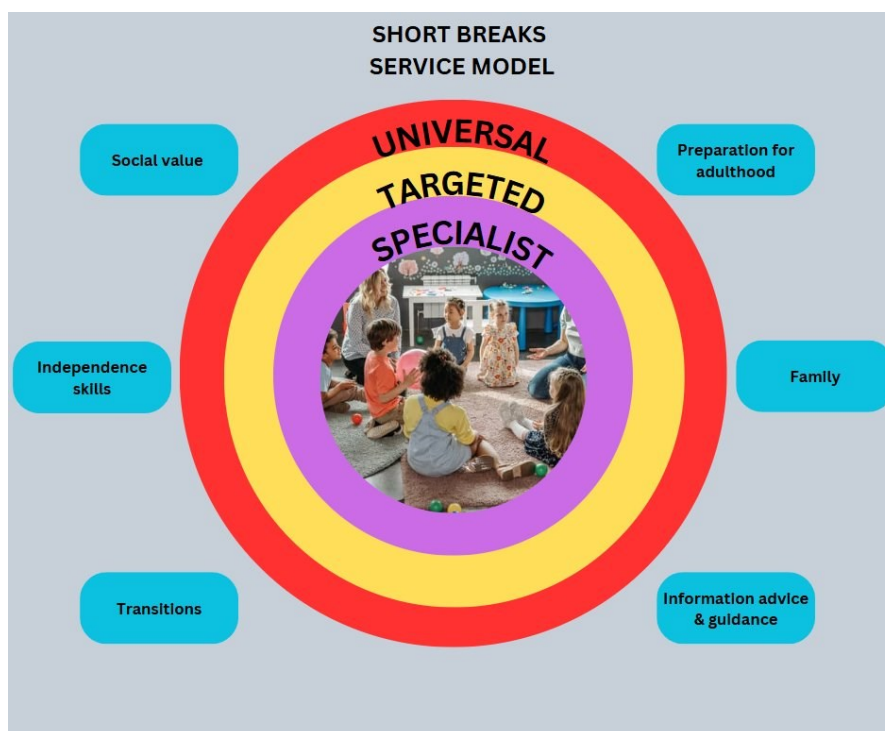 SHORT BREAKS
SERVICE MODEL
UNIVERSAL
TARGETED
SPECIALIST
Social value
Preparation for
adulthood
Independence
skills
Family
Transitions
Information advice
& guidance